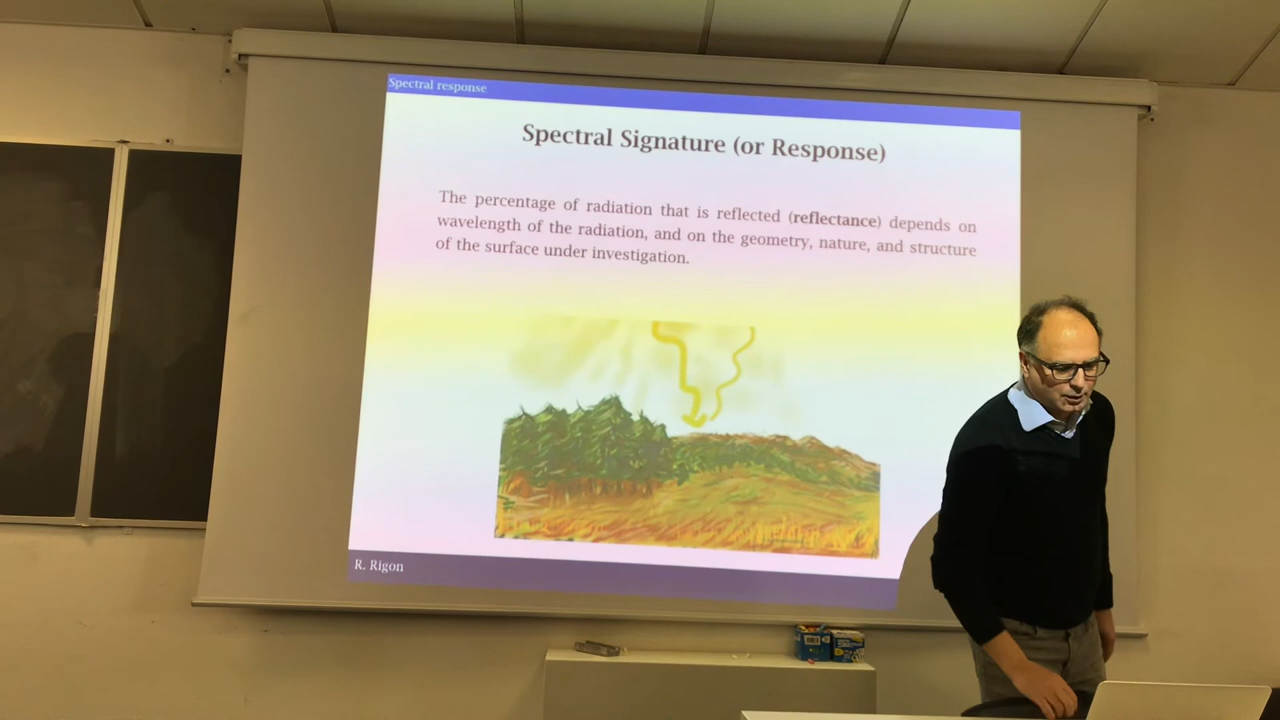 Spectral response
Spectral Signature (or Response)
The percentage of radiation that is reflected (reflectance) depends on
wavelength of the radiation, and on the geometry, nature, and structure
of the surface under investigation.
R. Rigon